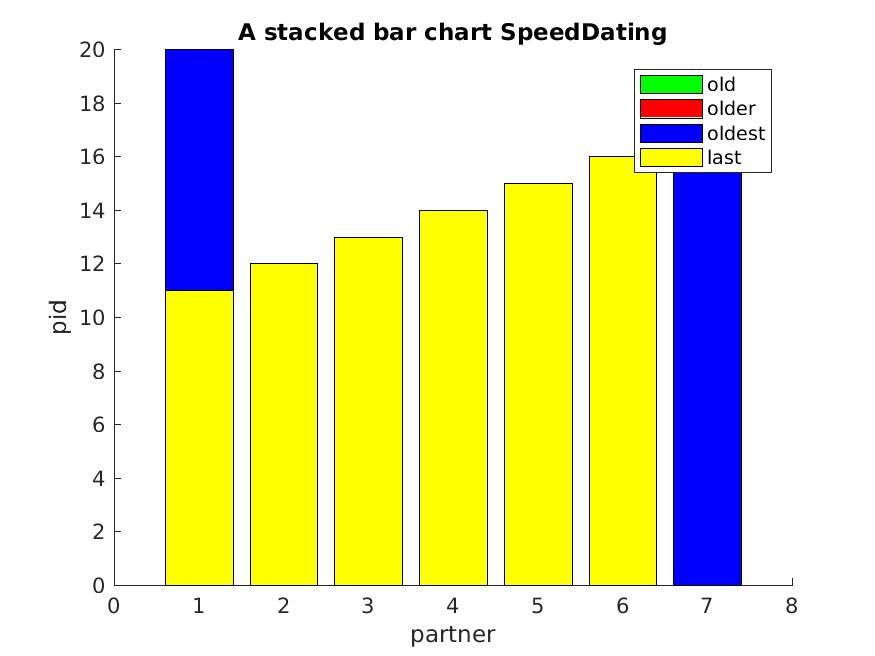 A stacked bar chart SpeedDating
old
older
oldest
last
pid
20
18
16
14
12
10
8
6
4
2
0
0 1 2 3 4 5 6 7 8
partner